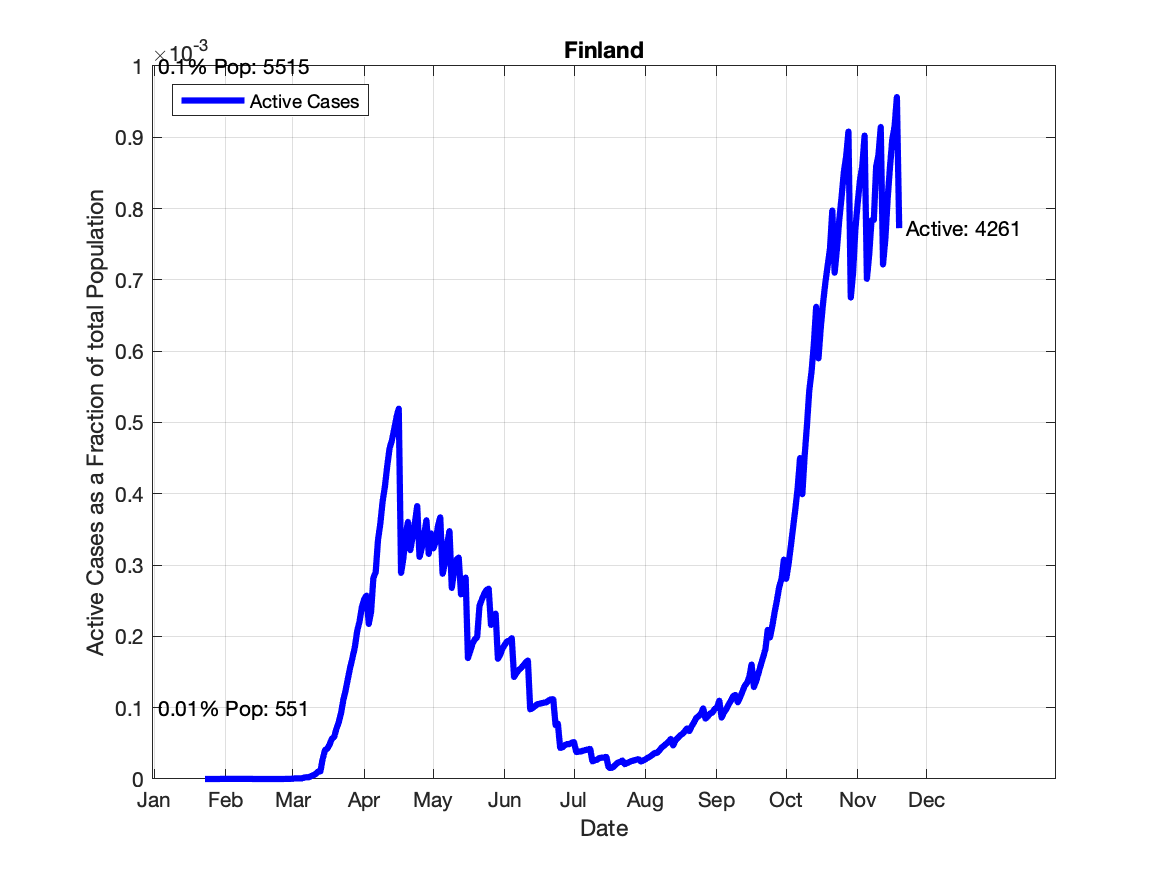 Finland
×10-3
0.1% Pop: 5515
Active Cases
1
0.9
0.8
0.7
0.6
0.5
0.4
0.3
0.2
0.1
0
Active: 4261
0.01% Pop: 551
Active Cases as a Fraction of total Population
Jan Feb Mar Apr May Jun Jul Aug Sep Oct Nov Dec
Date